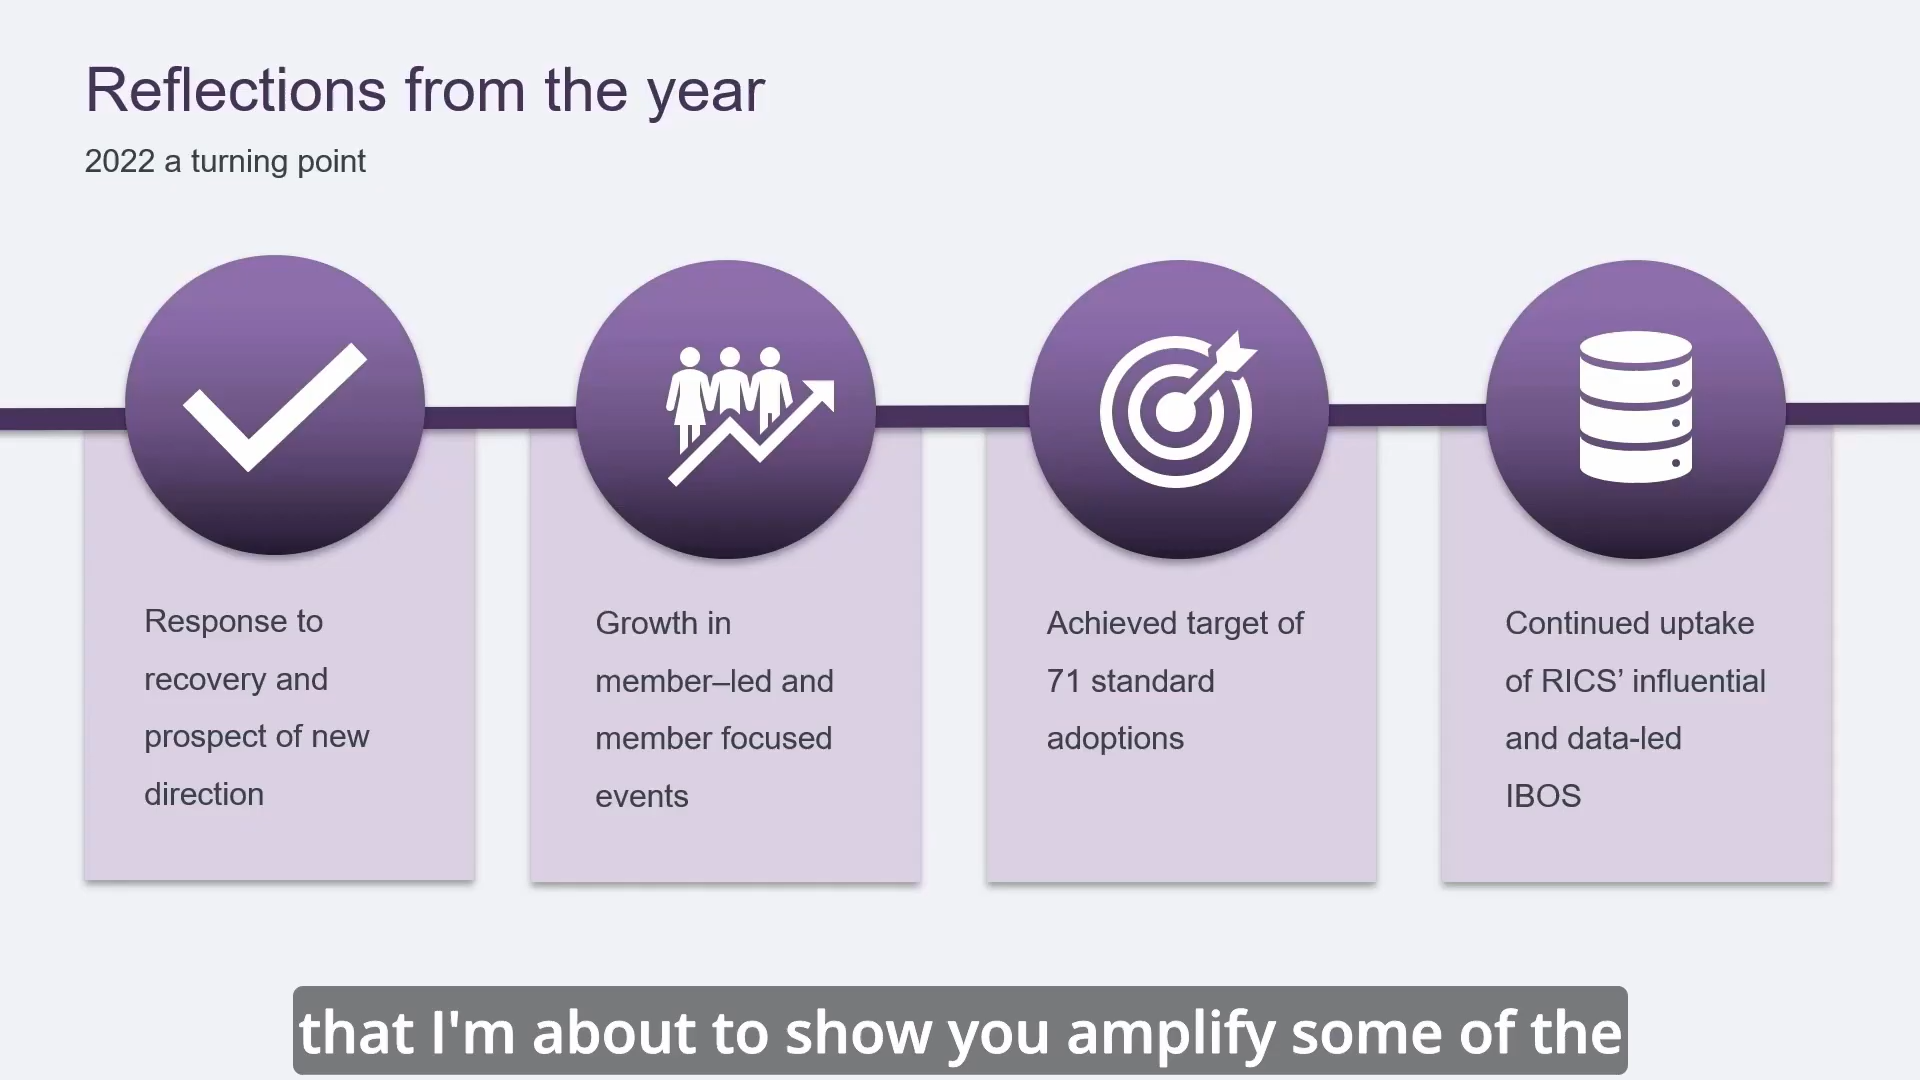 Reflections from the year
2022 a turning point
Response to
recovery and
prospect of new
direction
Growth in
member–led and
member focused
events
Achieved target of
71 standard
adoptions
Continued uptake
of RICS’ influential
and data-led
IBOS
that I'm about to show you amplify some of the